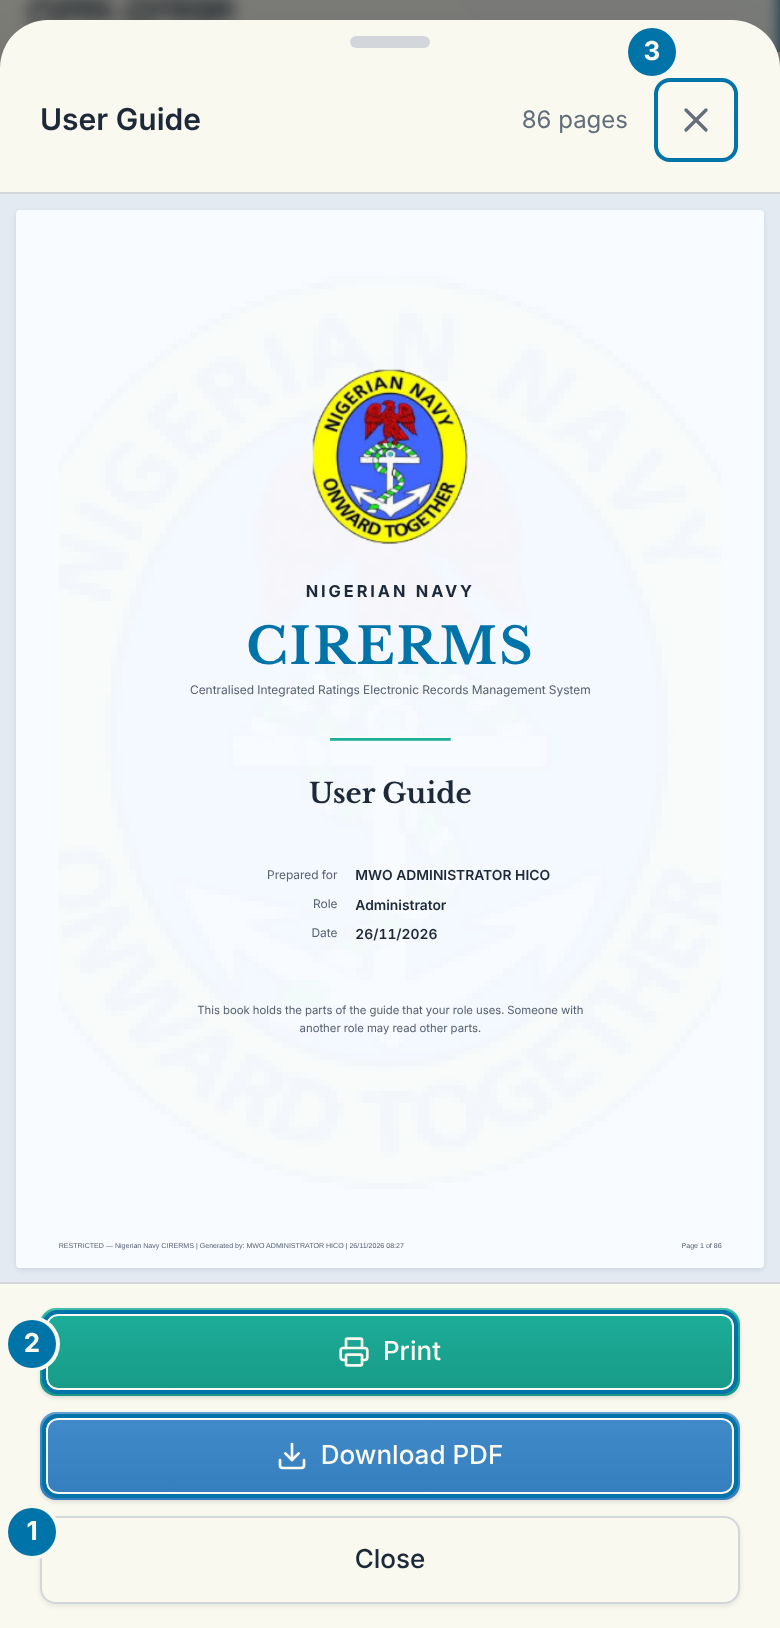 3
User Guide
86 pages
NIGERIAN NAVY
ONWARD TOGETHER
NIGERIAN NAVY
ONWARD TOGETHER
NIGERIAN NAVY
CIRERMS
Centralised Integrated Ratings Electronic Records Management System
User Guide
Prepared for MWO ADMINISTRATOR HICO
Role Administrator
Date 26/11/2026
This book holds the parts of the guide that your role uses. Someone with
another role may read other parts.
RESTRICTED — Nigerian Navy CIRERMS | Generated by: MWO ADMINISTRATOR HICO | 26/11/2026 08:27
Page 1 of 86
2
Print
Download PDF
1
Close